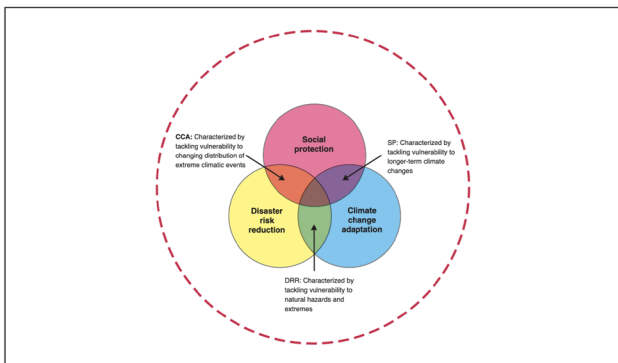 Social
protection
CCA: Characterized by
tackling vulnerability to
changing distribution of
extreme climatic events
SP: Characterized by
tackling vulnerability to
longer-term climate
changes
Disaster
risk
reduction
Climate
change
adaptation
DRR: Characterized by
tackling vulnerability to
natural hazards and
extremes